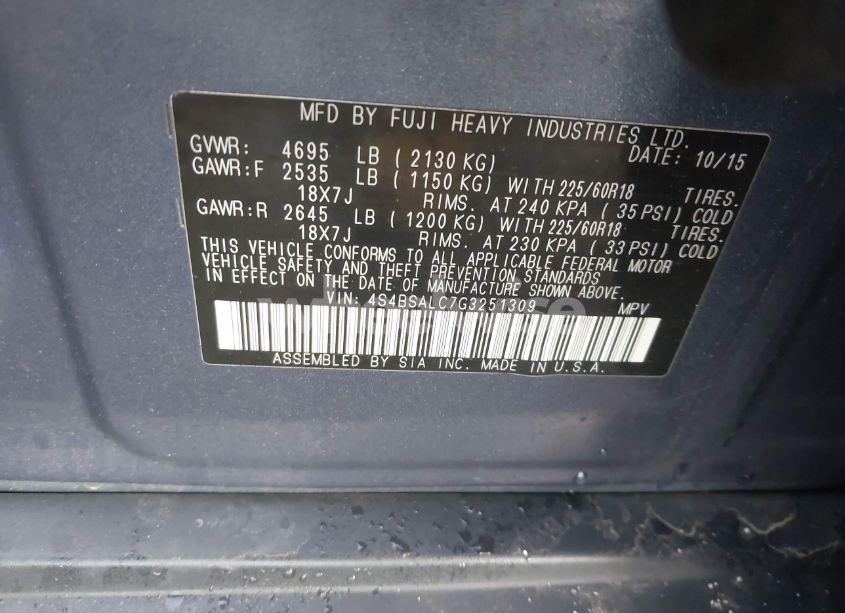 MFD BY FUJI HEAVY INDUSTRIES LTD.
GVWR: 4695 LB ( 2130 KG) DATE: 10/15
GAWR:F 2535 LB ( 1150 KG) WITH 225/60R18 TIRES.
18X7J RIMS. AT 240 KPA ( 35 PSI) COLD
GAWR:R 2645 LB ( 1200 KG) WITH 225/60R18 TIRES.
18X7J RIMS. AT 230 KPA ( 33 PSI) COLD
THIS VEHICLE CONFORMS TO ALL APPLICABLE FEDERAL MOTOR
VEHICLE SAFETY AND THEFT PREVENTION STANDARDS
IN EFFECT ON THE DATE OF MANUFACTURE SHOWN ABOVE.
VIN: 4S4BSALC7G3251309 MPV
ASSEMBLED BY SIA INC. MADE IN U.S.A.